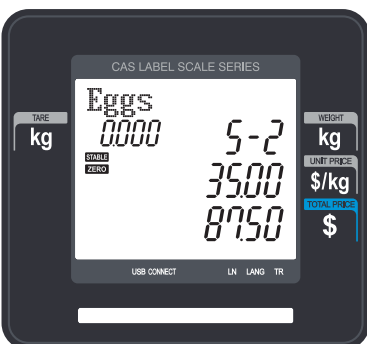 CAS LABEL SCALE SERIES
Eggs
TARE
kg
0.000
5-2
WEIGHT
kg
STABLE
ZERO
35.00
UNIT PRICE
$/kg
87.50
TOTAL PRICE
$
USB CONNECT LN LANG TR